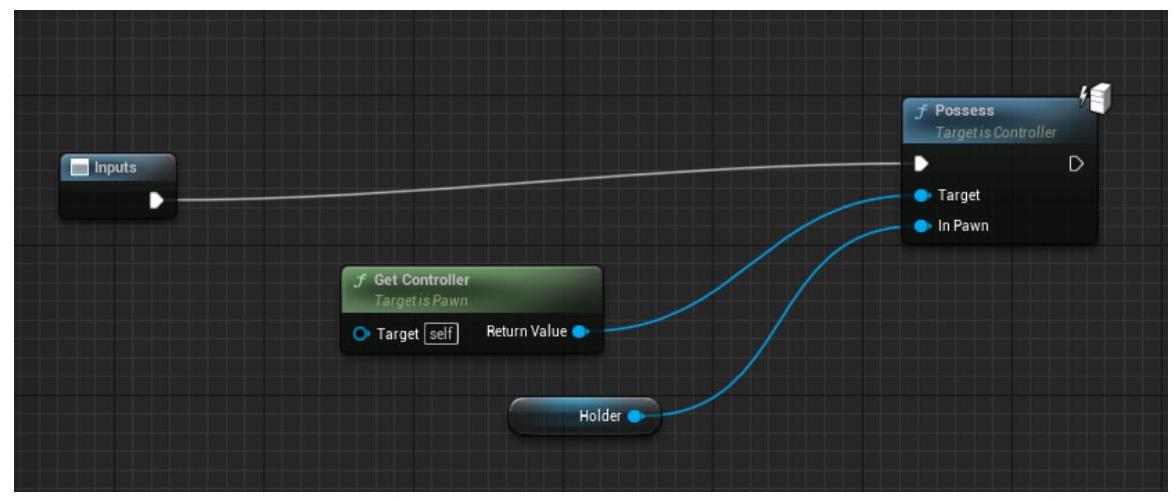 Inputs
Possess
Target is Controller
Target
In Pawn
Get Controller
Target is Pawn
Target self Return Value
Holder